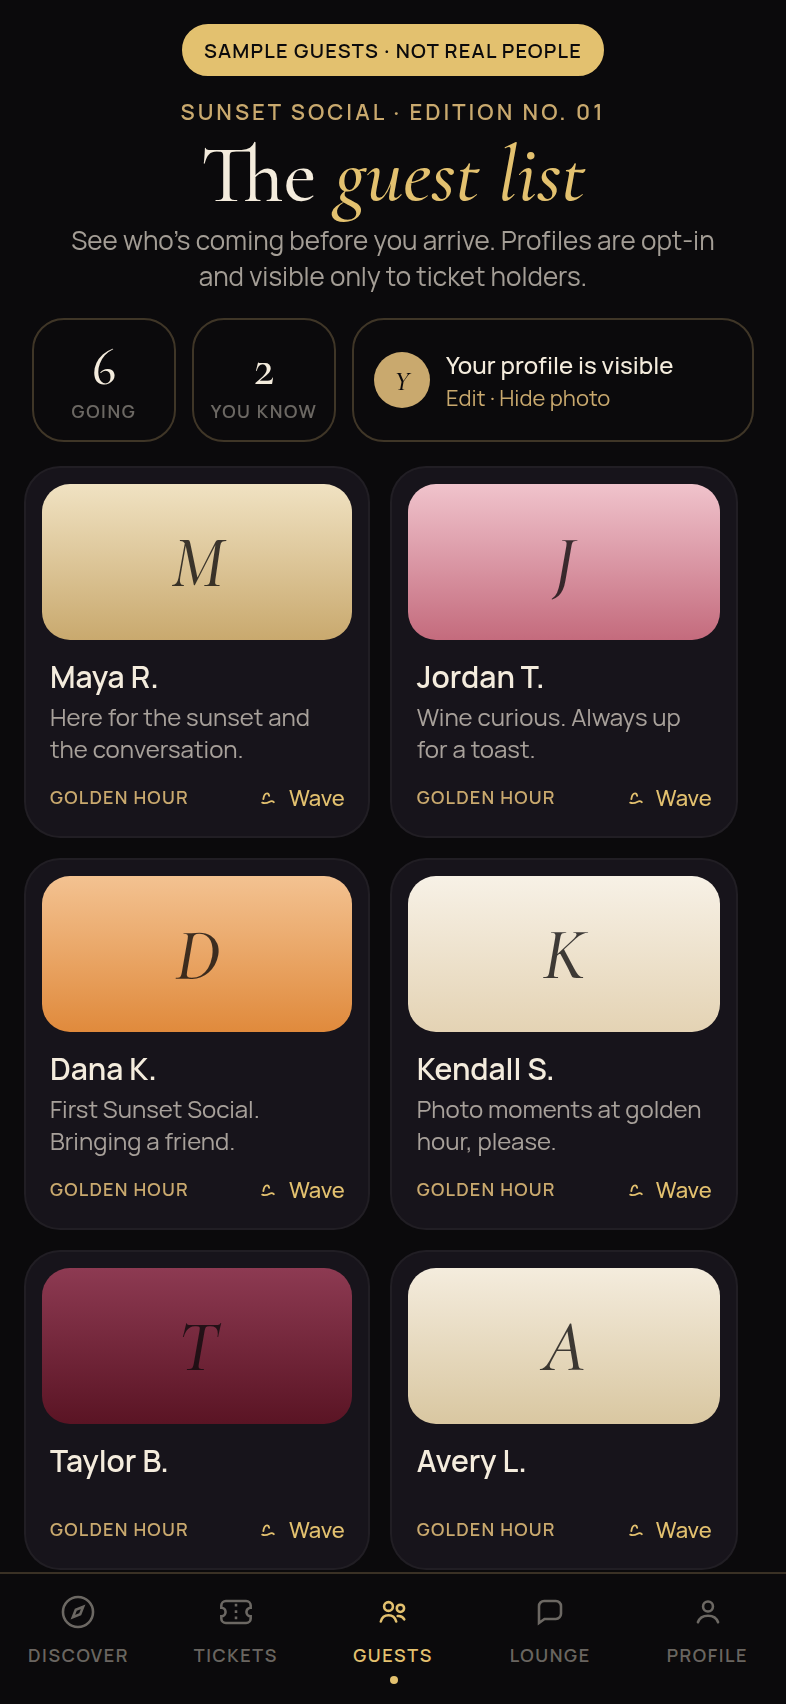 SAMPLE GUESTS · NOT REAL PEOPLE
SUNSET SOCIAL · EDITION NO. 01
The guest list
See who's coming before you arrive. Profiles are opt-in
and visible only to ticket holders.
6
GOING
2
YOU KNOW
Y
Your profile is visible
Edit · Hide photo
M
Maya R.
Here for the sunset and
the conversation.
GOLDEN HOUR
Wave
J
Jordan T.
Wine curious. Always up
for a toast.
GOLDEN HOUR
Wave
D
Dana K.
First Sunset Social.
Bringing a friend.
GOLDEN HOUR
Wave
K
Kendall S.
Photo moments at golden
hour, please.
GOLDEN HOUR
Wave
T
Taylor B.
GOLDEN HOUR
Wave
A
Avery L.
GOLDEN HOUR
Wave
DISCOVER
TICKETS
GUESTS
LOUNGE
PROFILE